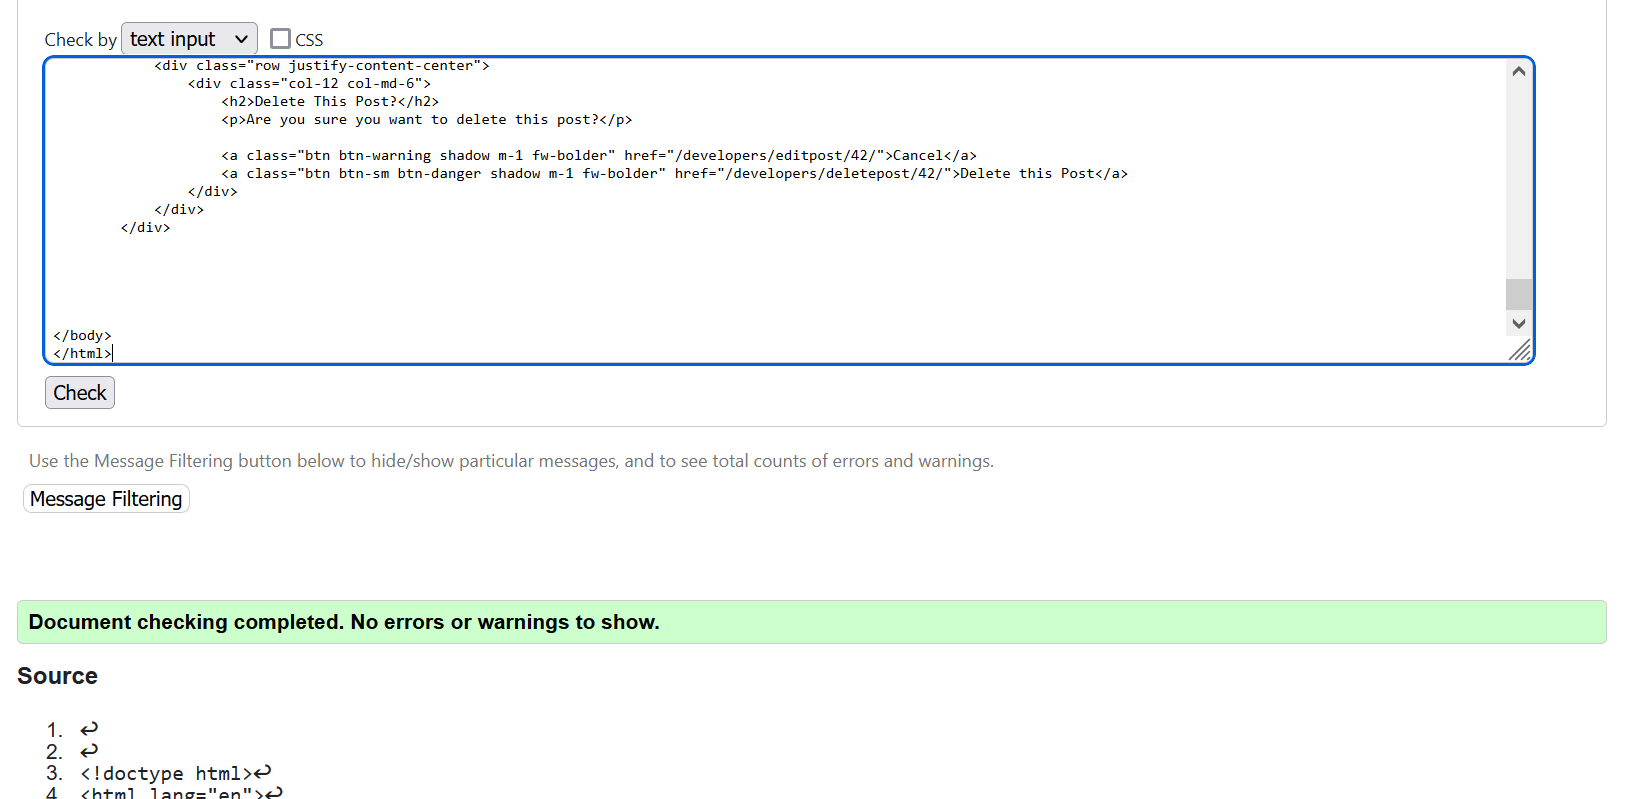 Check by text input CSS
<div class="row justify-content-center">
<div class="col-12 col-md-6">
<h2>Delete This Post?</h2>
<p>Are you sure you want to delete this post?</p>
<a class="btn btn-warning shadow m-1 fw-bolder" href="/developers/editpost/42/">Cancel</a>
<a class="btn btn-sm btn-danger shadow m-1 fw-bolder" href="/developers/deletepost/42/">Delete this Post</a>
</div>
</div>
</div>
</body>
</html>
Check
Use the Message Filtering button below to hide/show particular messages, and to see total counts of errors and warnings.
Message Filtering
Document checking completed. No errors or warnings to show.
Source
1. ↩
2. ↩
3. <!doctype html>↩
4. <html lang="en">↩